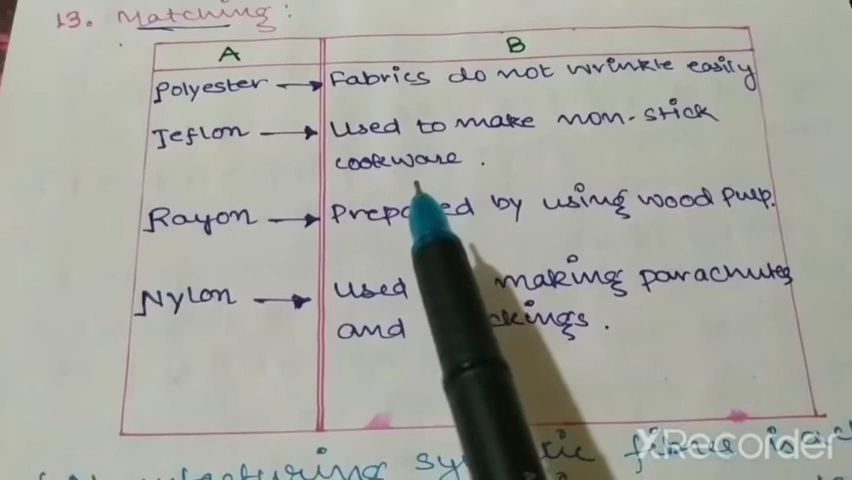 13. Matching:
A B
Polyester → Fabrics do not wrinkle easily
Teflon → Used to make non-stick
cookware.
Rayon → by using wood pulp.
Nylon → Used making parachutes
and
XRecorder